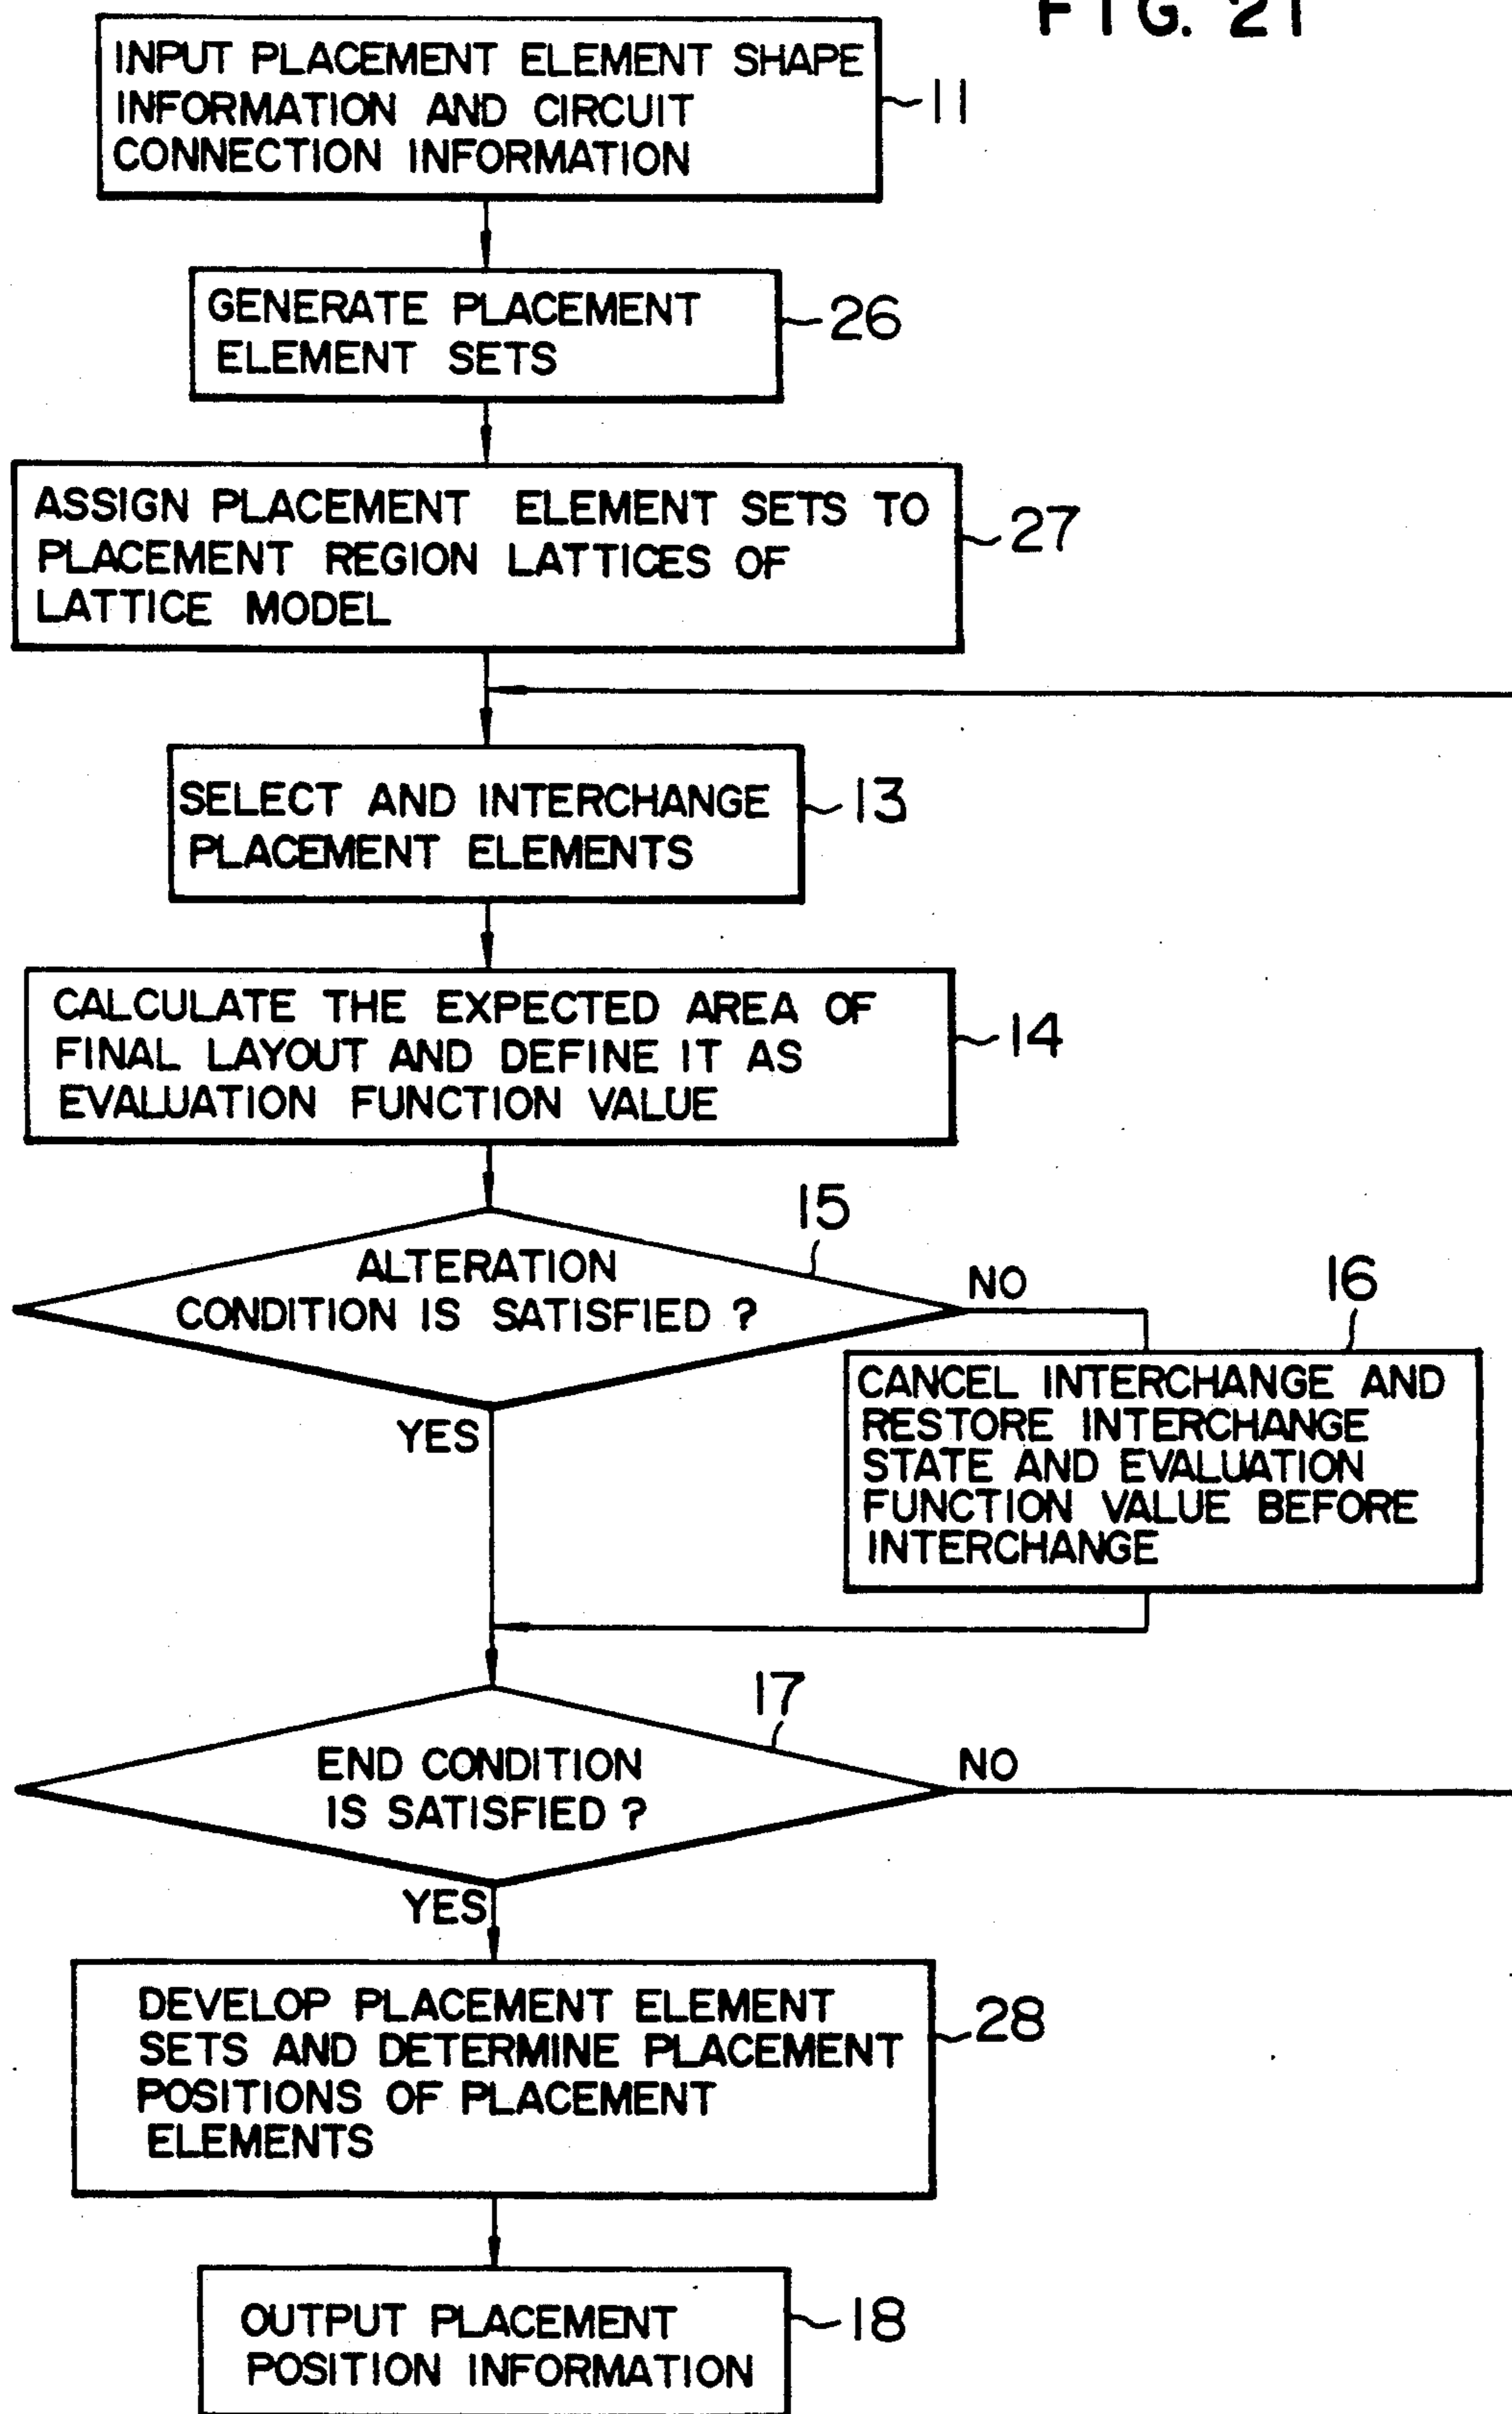 FIG. 21
INPUT PLACEMENT ELEMENT SHAPE
INFORMATION AND CIRCUIT
CONNECTION INFORMATION
11
GENERATE PLACEMENT
ELEMENT SETS
26
ASSIGN PLACEMENT ELEMENT SETS TO
PLACEMENT REGION LATTICES OF
LATTICE MODEL
27
SELECT AND INTERCHANGE
PLACEMENT ELEMENTS
13
CALCULATE THE EXPECTED AREA OF
FINAL LAYOUT AND DEFINE IT AS
EVALUATION FUNCTION VALUE
14
15
ALTERATION
CONDITION IS SATISFIED ?
NO
YES
16
CANCEL INTERCHANGE AND
RESTORE INTERCHANGE
STATE AND EVALUATION
FUNCTION VALUE BEFORE
INTERCHANGE
17
END CONDITION
IS SATISFIED ?
NO
YES
DEVELOP PLACEMENT ELEMENT
SETS AND DETERMINE PLACEMENT
POSITIONS OF PLACEMENT
ELEMENTS
28
OUTPUT PLACEMENT
POSITION INFORMATION
18